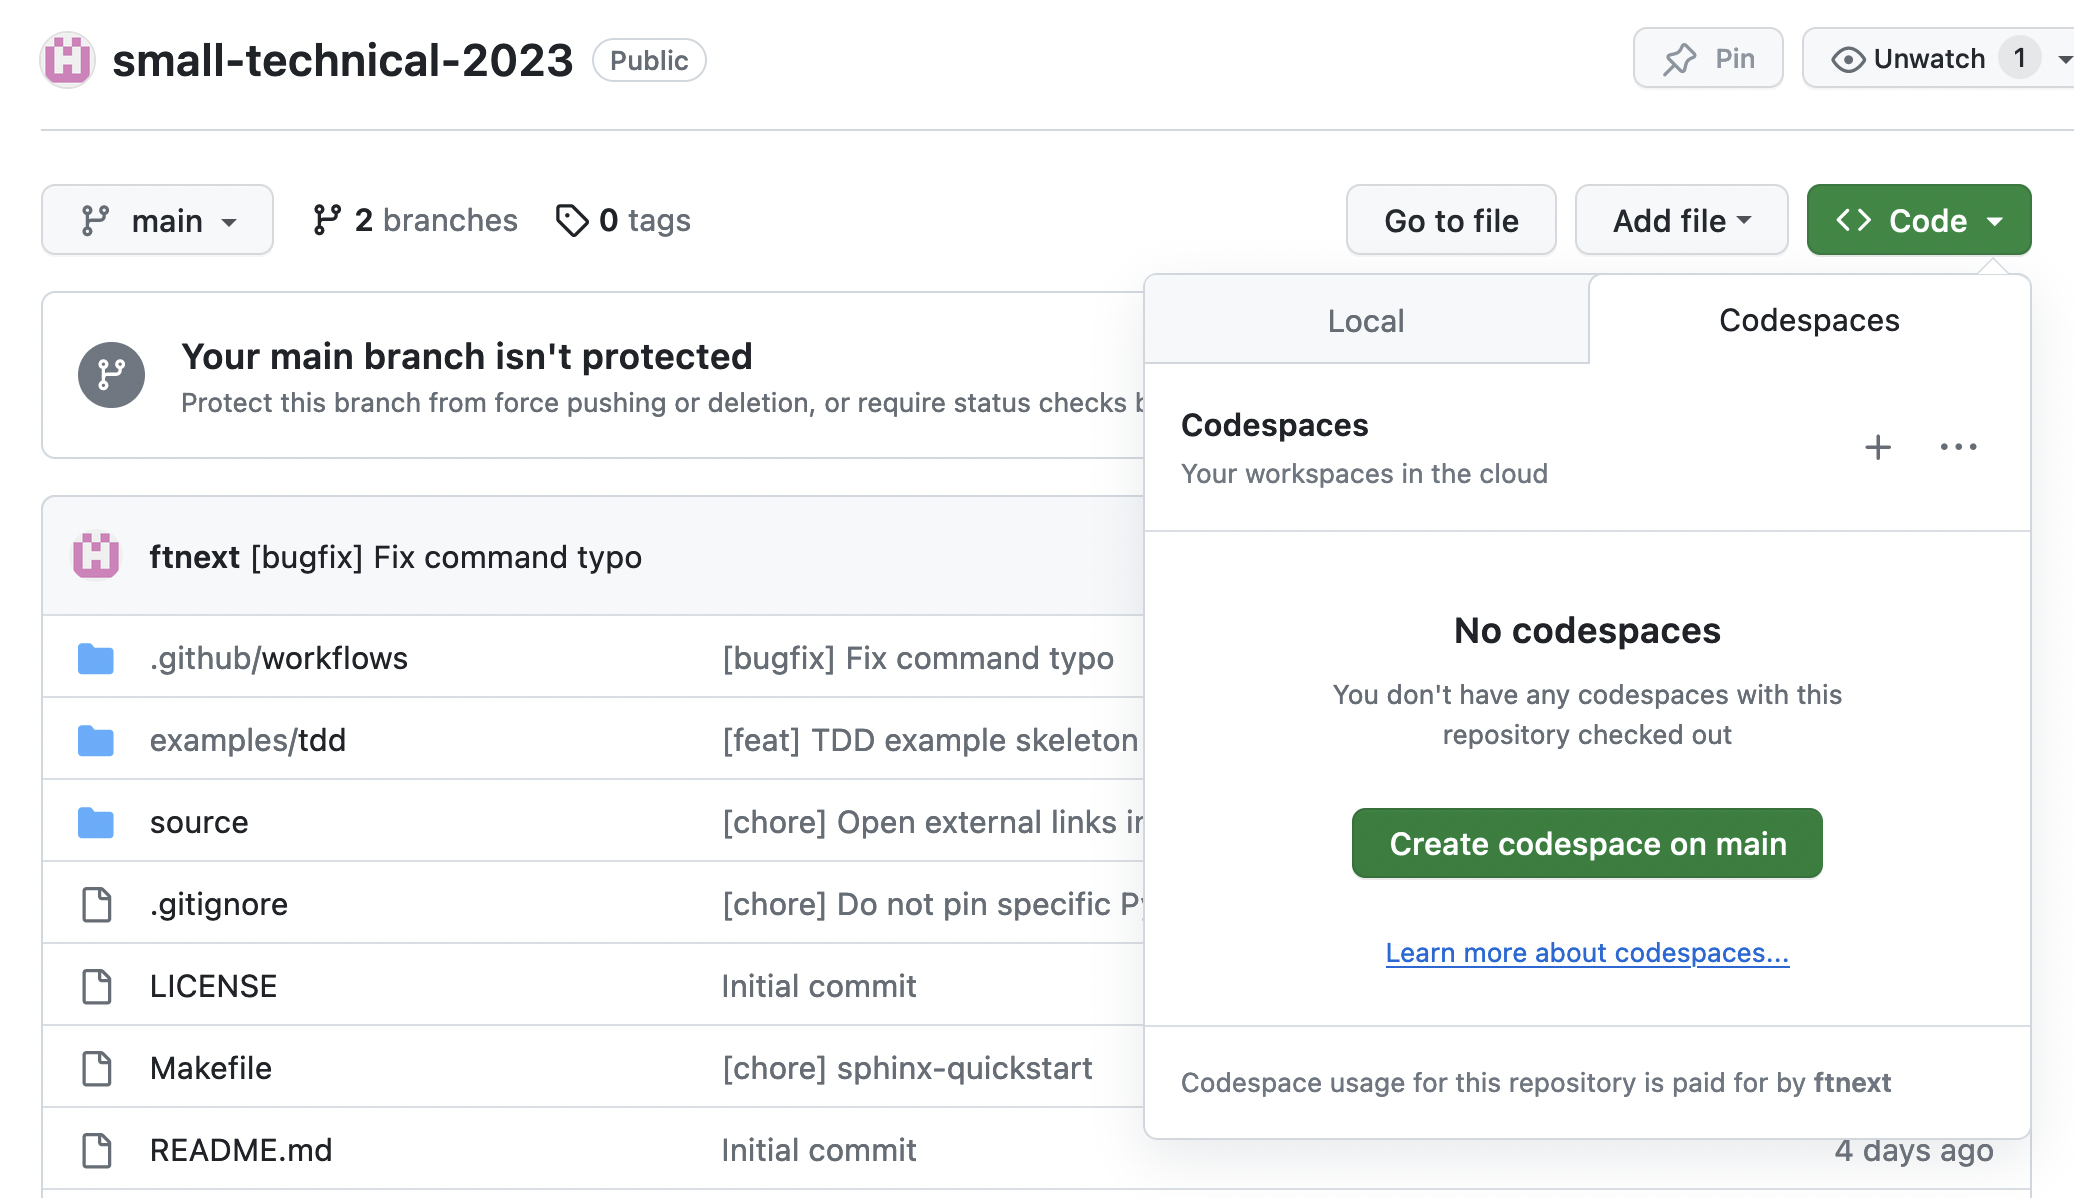 small-technical-2023 Public Pin Unwatch 1
main 2 branches 0 tags Go to file Add file Code
Your main branch isn't protected
Protect this branch from force pushing or deletion, or require status checks
Local Codespaces
Codespaces
Your workspaces in the cloud
No codespaces
You don't have any codespaces with this
repository checked out
Create codespace on main
Learn more about codespaces...
Codespace usage for this repository is paid for by ftnext
ftnext [bugfix] Fix command typo
.github/workflows [bugfix] Fix command typo
examples/tdd [feat] TDD example skeleton
source [chore] Open external links
.gitignore [chore] Do not pin specific
LICENSE Initial commit
Makefile [chore] sphinx-quickstart
README.md Initial commit 4 days ago